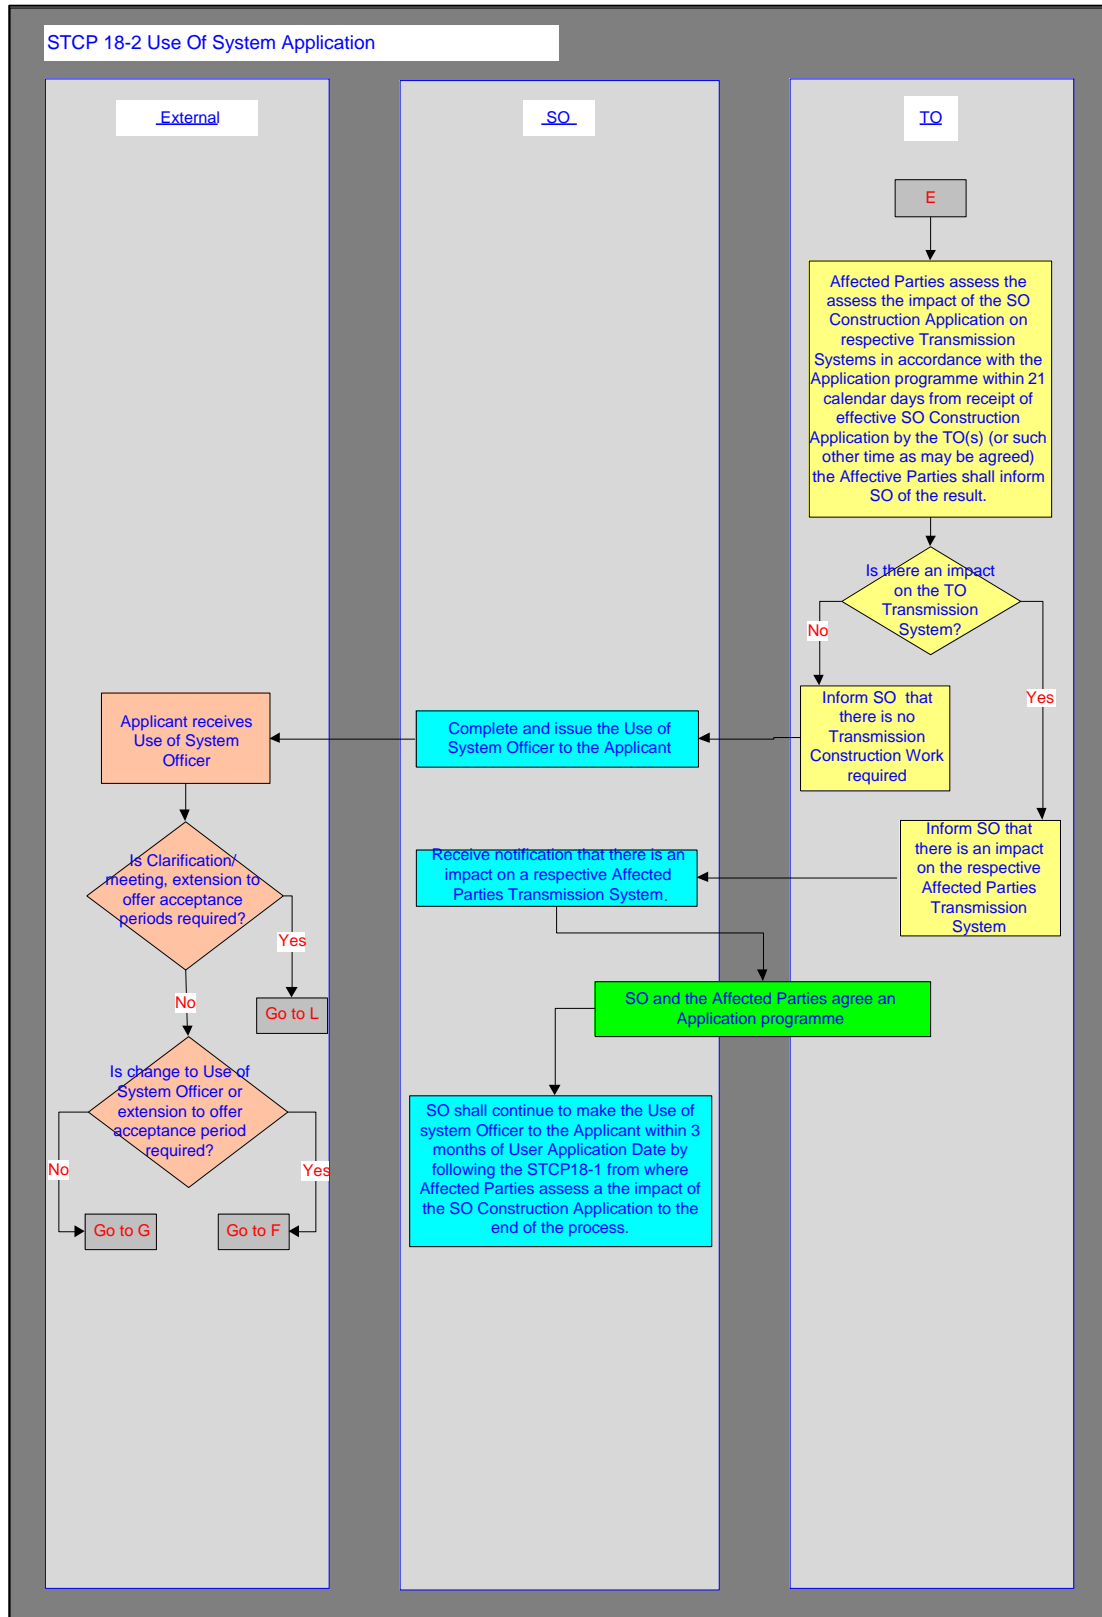 STCP 18-2 Use Of System Application
External
SO
TO
E
Affected Parties assess the
assess the impact of the SO
Construction Application on
respective Transmission
Systems in accordance with the
Application programme within 21
calendar days from receipt of
effective SO Construction
Application by the TO(s) (or such
other time as may be agreed)
the Affective Parties shall inform
SO of the result.
Is there an impact
on the TO
Transmission
System?
No
Yes
Inform SO  that
there is no
Transmission
Construction Work
required
Complete and issue the Use of
System Officer to the Applicant
Applicant receives
Use of System
Officer
Inform SO that
there is an impact
on the respective
Affected Parties
Transmission
System
Receive notification that there is an
impact on a respective Affected
Parties Transmission System.
Is Clarification/
meeting, extension to
offer acceptance
periods required?
Yes
No
Go to L
SO and the Affected Parties agree an
Application programme
Is change to Use of
System Officer or
extension to offer
acceptance period
required?
No
Yes
Go to G
Go to F
SO shall continue to make the Use of
system Officer to the Applicant within 3
months of User Application Date by
following the STCP18-1 from where
Affected Parties assess a the impact of
the SO Construction Application to the
end of the process.